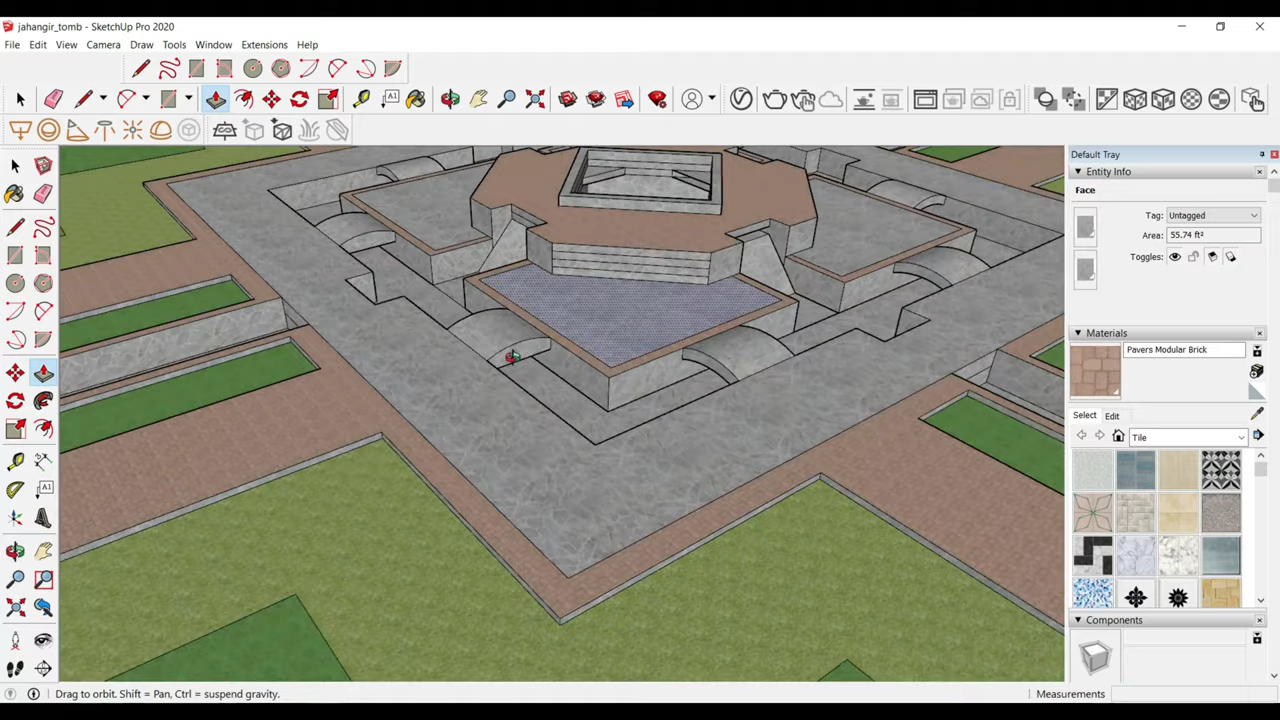 jahangir_tomb - SketchUp Pro 2020
File Edit View Camera Draw Tools Window Extensions Help
A1
Default Tray
Entity Info
Face
Tag: Untagged
Area: 55.74 ft²
Toggles:
Materials
Pavers Modular Brick
Select Edit
Tile
A1
Components
Drag to orbit. Shift = Pan, Ctrl = suspend gravity.
Measurements